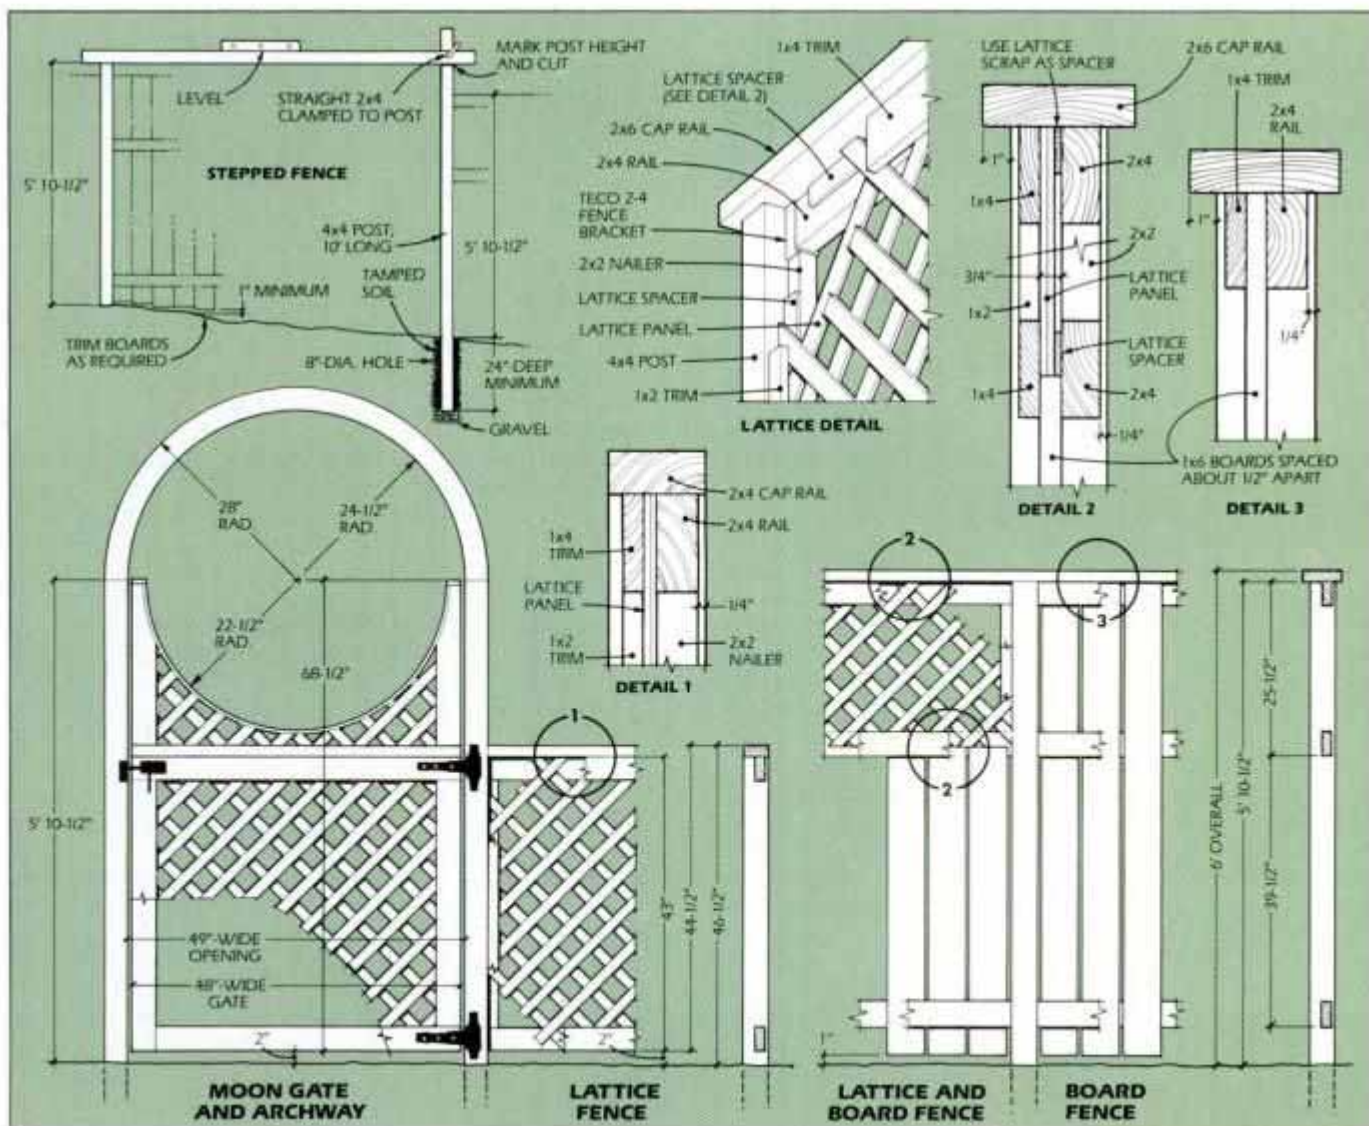 MARK POST HEIGHT
AND CUT
LEVEL
STRAIGHT 2x4
CLAMPED TO POST
5' 10-1/2"
STEPPED FENCE
4x4 POST,
10' LONG
5' 10-1/2"
TAMPED
SOIL
1" MINIMUM
TRIM BOARDS
AS REQUIRED
8"-DIA. HOLE
24"-DEEP
MINIMUM
GRAVEL
1x4 TRIM
LATTICE SPACER
(SEE DETAIL 2)
2x6 CAP RAIL
2x4 RAIL
TECO 2-4
FENCE
BRACKET
2x2 NAILER
LATTICE SPACER
LATTICE PANEL
4x4 POST
1x2 TRIM
LATTICE DETAIL
USE LATTICE
SCRAP AS SPACER
2x6 CAP RAIL
1"
2x4
1x4
2x2
3/4"
LATTICE
PANEL
1x2
LATTICE
SPACER
1x4
2x4
1/4"
DETAIL 2
1x4 TRIM
2x4
RAIL
1"
1/4"
1x6 BOARDS SPACED
ABOUT 1/2" APART
DETAIL 3
2x4 CAP RAIL
2x4 RAIL
1x4
TRIM
LATTICE
PANEL
1/4"
1x2
TRIM
2x2
NAILER
DETAIL 1
28"
RAD.
24-1/2"
RAD.
22-1/2"
RAD.
68-1/2"
5' 10-1/2"
49"-WIDE
OPENING
48"-WIDE
GATE
2"
MOON GATE
AND ARCHWAY
1
43"
44-1/2"
46-1/2"
2"
LATTICE
FENCE
2
3
2
1"
6' OVERALL
5' 10-1/2"
25-1/2"
39-1/2"
LATTICE AND
BOARD FENCE
BOARD
FENCE